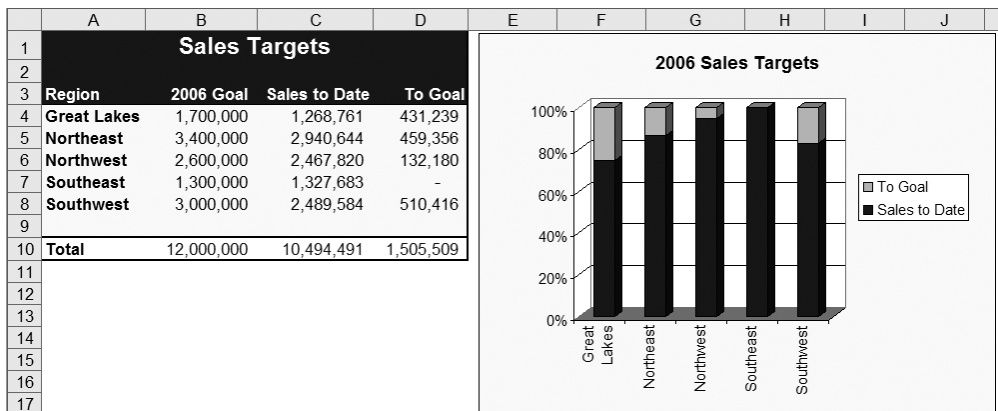 A B C D E F G H I J
1 Sales Targets
2
3 Region 2006 Goal Sales to Date To Goal
4 Great Lakes 1,700,000 1,268,761 431,239
5 Northeast 3,400,000 2,940,644 459,356
6 Northwest 2,600,000 2,467,820 132,180
7 Southeast 1,300,000 1,327,683 -
8 Southwest 3,000,000 2,489,584 510,416
9
10 Total 12,000,000 10,494,491 1,505,509
11
12
13
14
15
16
17
2006 Sales Targets
100%
80%
60%
40%
20%
0%
Great
Lakes
Northeast
Northwest
Southeast
Southwest
To Goal
Sales to Date